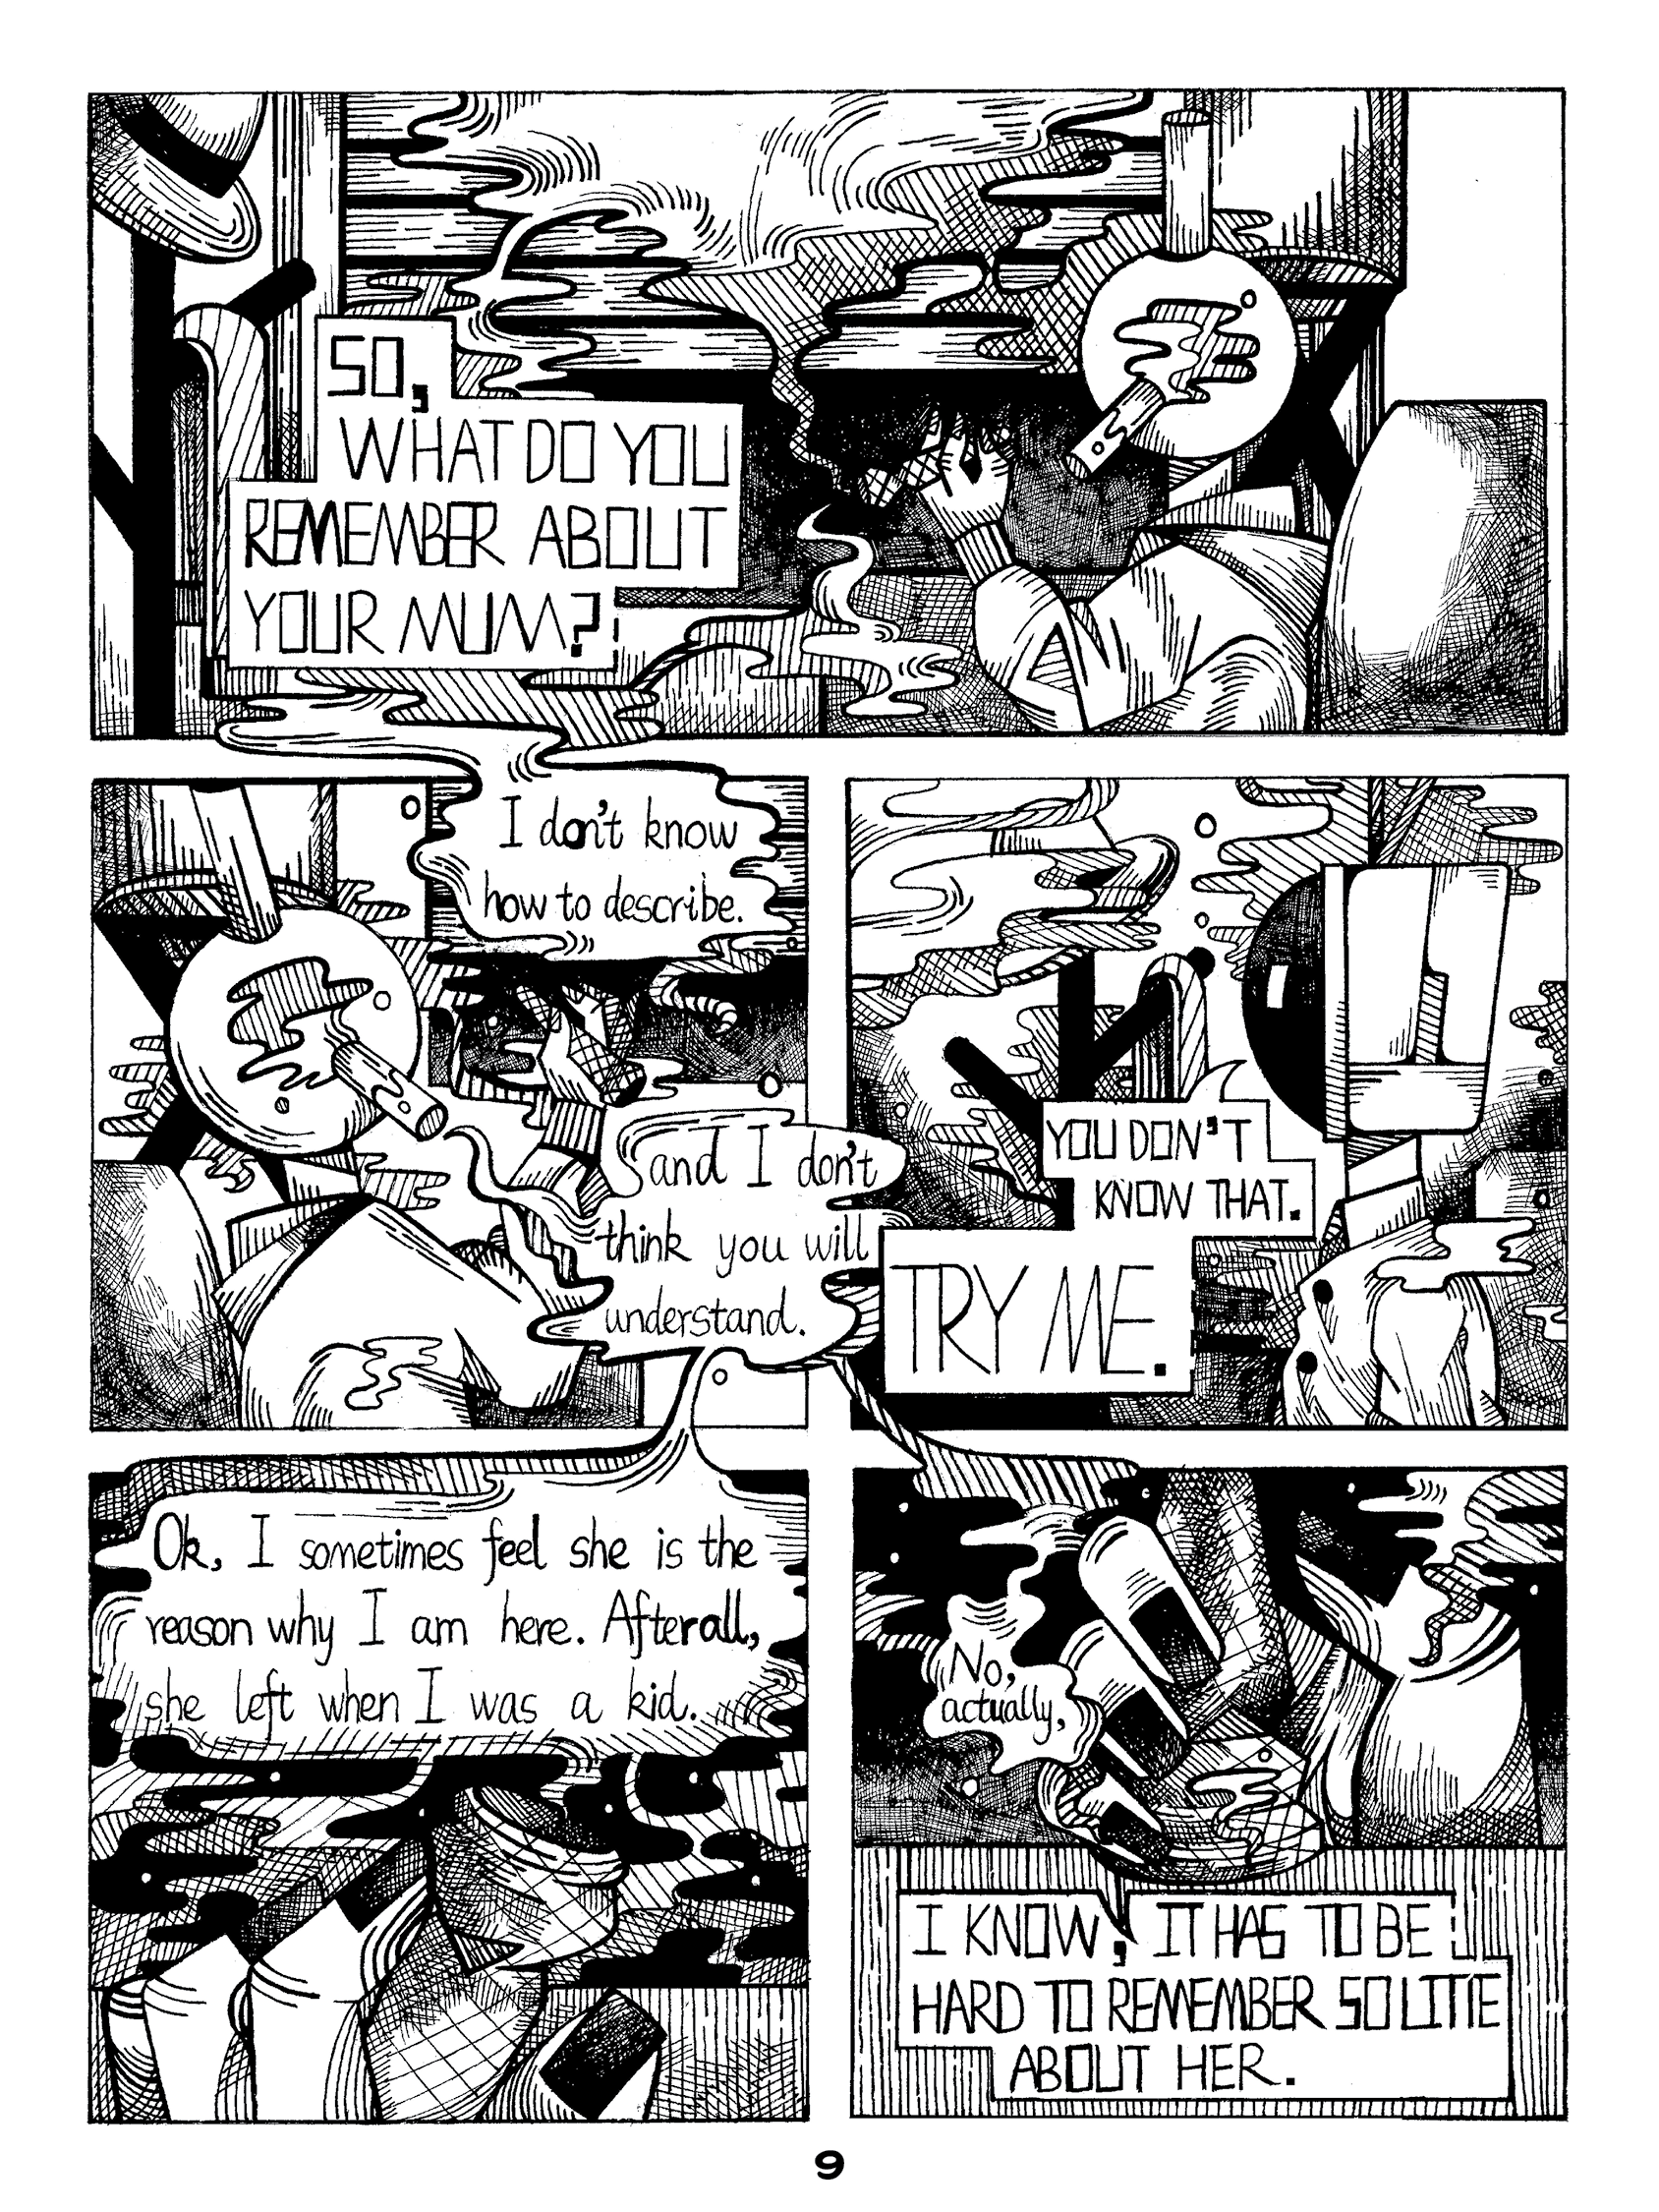 SO,
WHAT DO YOU
REMEMBER ABOUT
YOUR MUM?
I don't know
how to describe.
and I don't
think you will
understand.
YOU DON'T
KNOW THAT.
TRY ME.
Ok, I sometimes feel she is the
reason why I am here. Afterall,
she left when I was a kid.
No,
actually,
I KNOW, IT HAS TO BE
HARD TO REMEMBER SO LITTLE
ABOUT HER.
9